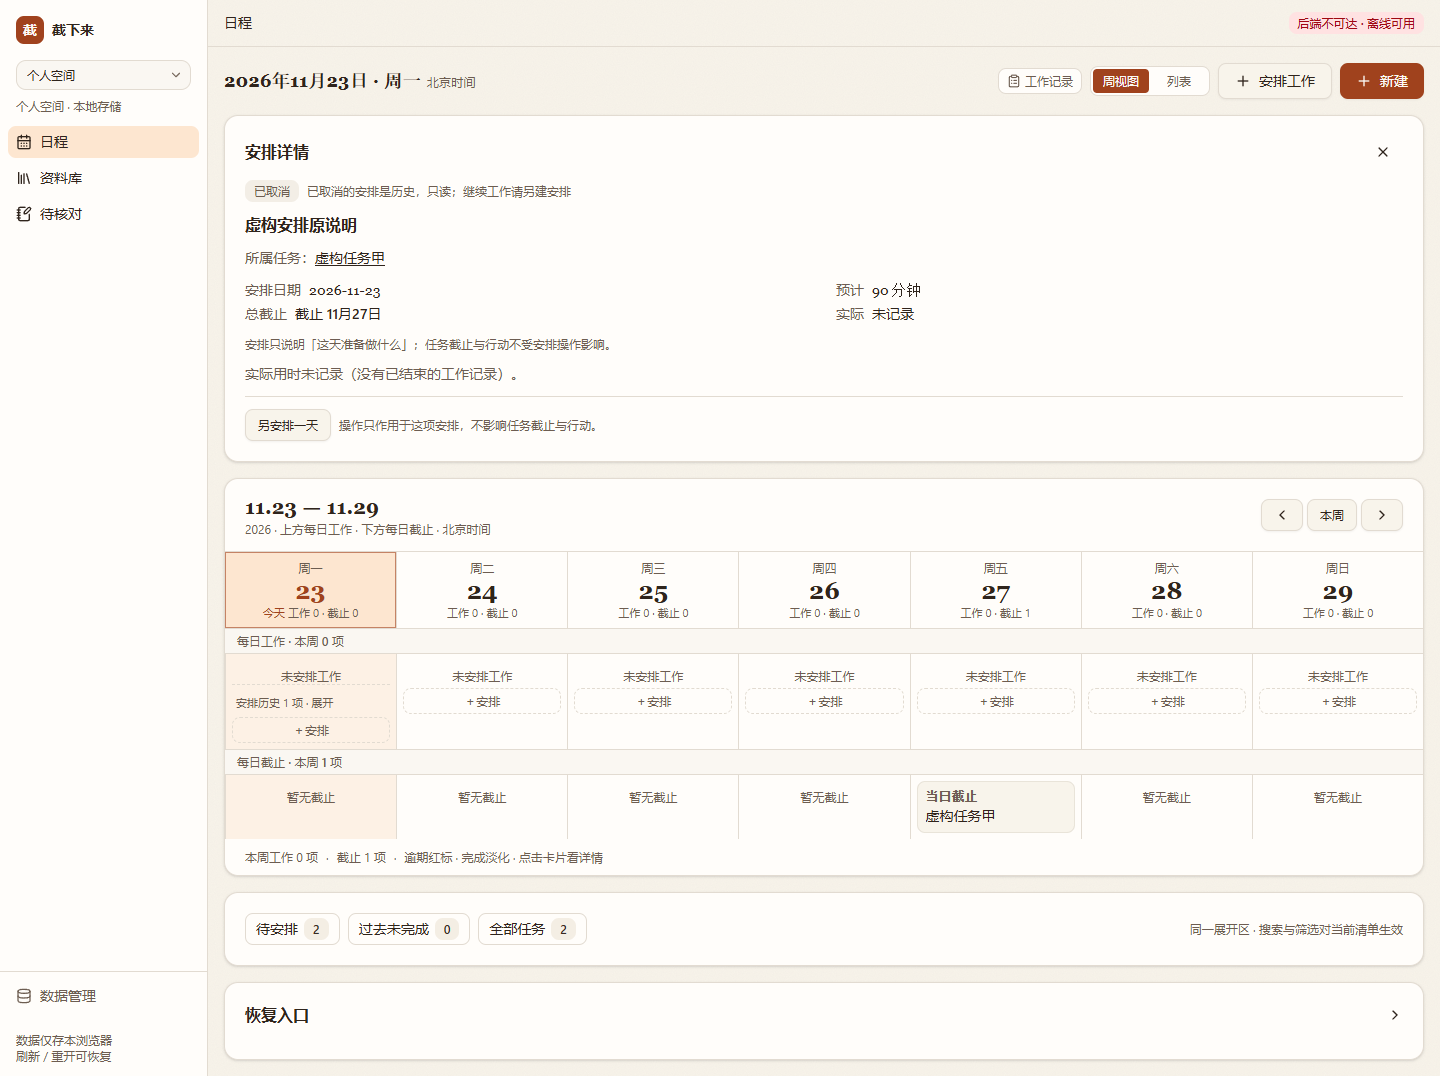 截 截下来
个人空间
个人空间 · 本地存储
日程
资料库
待核对
数据管理
数据仅存本浏览器
刷新 / 重开可恢复
日程
后端不可达 · 离线可用
2026年11月23日 · 周一 北京时间
工作记录
周视图 列表
+ 安排工作
+ 新建
安排详情
已取消 已取消的安排是历史，只读；继续工作请另建安排
虚构安排原说明
所属任务： 虚构任务甲
安排日期 2026-11-23
预计 90 分钟
总截止 截止 11月27日
实际 未记录
安排只说明「这天准备做什么」；任务截止与行动不受安排操作影响。
实际用时未记录（没有已结束的工作记录）。
另安排一天 操作只作用于这项安排，不影响任务截止与行动。
11.23 — 11.29
2026 · 上方每日工作 · 下方每日截止 · 北京时间
本周
周一 周二 周三 周四 周五 周六 周日
23 24 25 26 27 28 29
今天 工作 0 · 截止 0 工作 0 · 截止 0 工作 0 · 截止 0 工作 0 · 截止 0 工作 0 · 截止 1 工作 0 · 截止 0 工作 0 · 截止 0
每日工作 · 本周 0 项
未安排工作 未安排工作 未安排工作 未安排工作 未安排工作 未安排工作 未安排工作
安排历史 1 项 · 展开 + 安排 + 安排 + 安排 + 安排 + 安排 + 安排
+ 安排
每日截止 · 本周 1 项
暂无截止 暂无截止 暂无截止 暂无截止 当日截止 暂无截止 暂无截止
虚构任务甲
本周工作 0 项 · 截止 1 项 · 逾期红标 · 完成淡化 · 点击卡片看详情
待安排 2 过去未完成 0 全部任务 2
同一展开区 · 搜索与筛选对当前清单生效
恢复入口